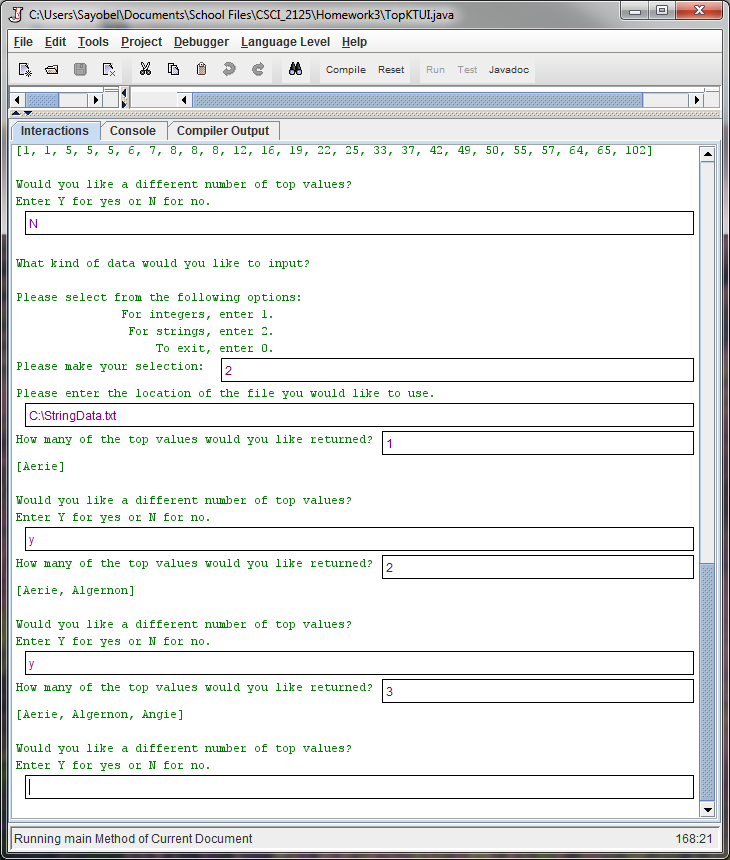 C:\Users\Sayobel\Documents\School Files\CSCI_2125\Homework3\TopKTUI.java
File Edit Tools Project Debugger Language Level Help
Compile Reset Run Test Javadoc
Interactions Console Compiler Output
[1, 1, 5, 5, 5, 6, 7, 8, 8, 8, 12, 16, 19, 22, 25, 33, 37, 42, 49, 50, 55, 57, 64, 65, 102]
Would you like a different number of top values?
Enter Y for yes or N for no.
N
What kind of data would you like to input?
Please select from the following options:
For integers, enter 1.
For strings, enter 2.
To exit, enter 0.
Please make your selection: 2
Please enter the location of the file you would like to use.
C:\StringData.txt
How many of the top values would you like returned? 1
[Aerie]
Would you like a different number of top values?
Enter Y for yes or N for no.
y
How many of the top values would you like returned? 2
[Aerie, Algernon]
Would you like a different number of top values?
Enter Y for yes or N for no.
y
How many of the top values would you like returned? 3
[Aerie, Algernon, Angie]
Would you like a different number of top values?
Enter Y for yes or N for no.
Running main Method of Current Document 168:21